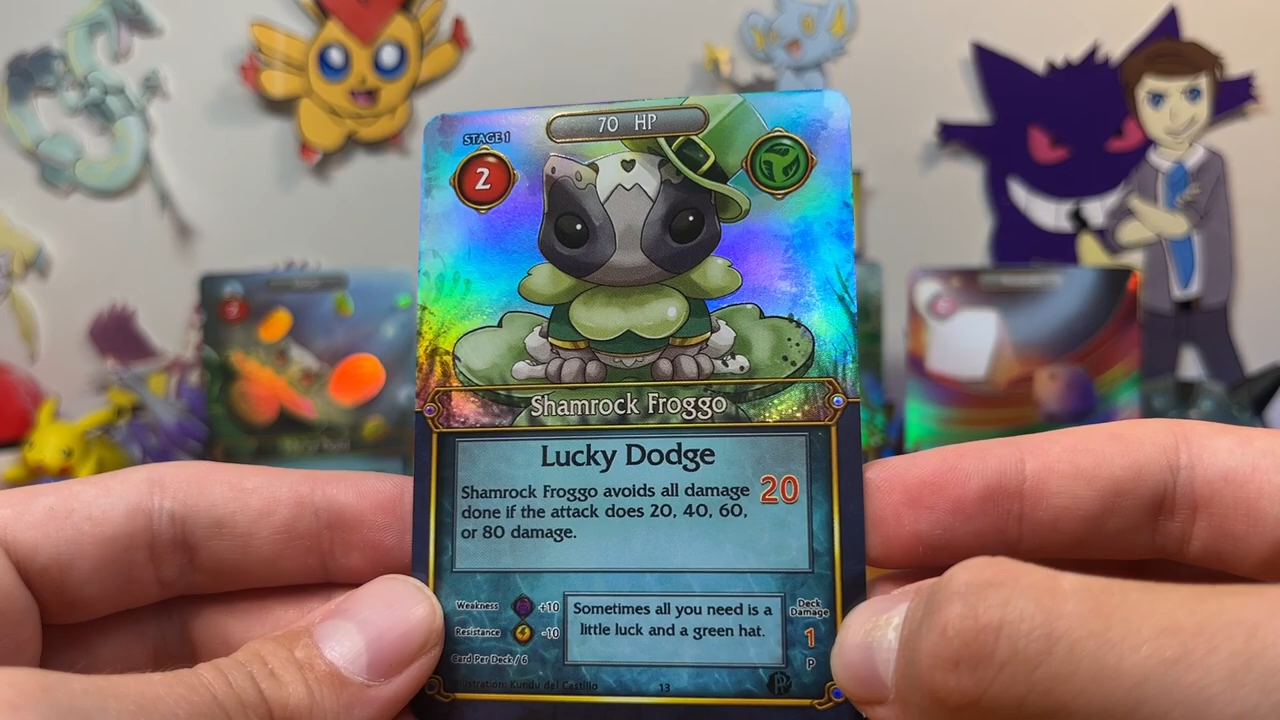 70 HP
STAGE 1
2
Shamrock Froggo
Lucky Dodge
Shamrock Froggo avoids all damage
done if the attack does 20, 40, 60,
or 80 damage.
20
Weakness +10
Resistance -10
Card Per Deck / 6
Sometimes all you need is a
little luck and a green hat.
Deck
Damage
1
P
Illustration: Kundu del Castillo
13